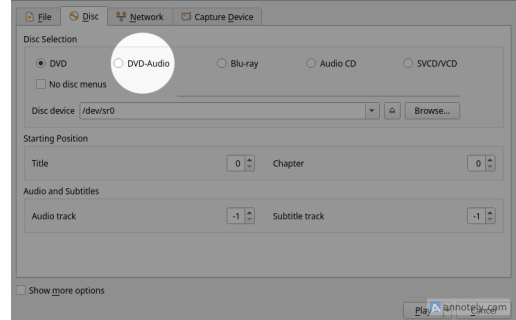 File Disc Network Capture Device
Disc Selection
DVD DVD-Audio Blu-ray Audio CD SVCD/VCD
No disc menus
Disc device /dev/sr0 Browse...
Starting Position
Title 0 Chapter 0
Audio and Subtitles
Audio track -1 Subtitle track -1
Show more options
Play Cancel
annotely.com